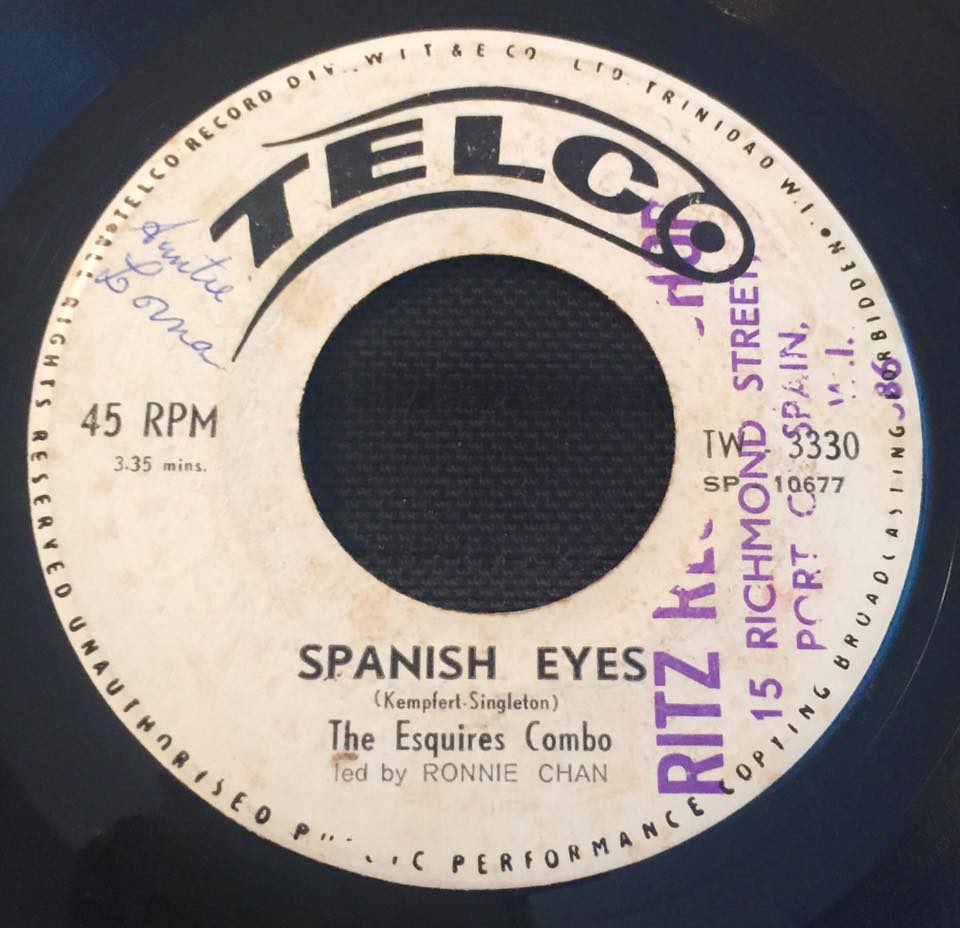 TELCO RECORD DIV. WIT & CO LTD. TRINIDAD W.I.
TELCO
Auntie
Lorna
45 RPM
3.35 mins.
TW 3330
SP 10677
SPANISH EYES
(Kempfert-Singleton)
The Esquires Combo
led by RONNIE CHAN
ALL RIGHTS RESERVED UNAUTHORISED PUBLIC PERFORMANCE COPYING BROADCASTING FORBIDDEN
RITZ
15 RICHMOND STREET,
PORT OF SPAIN,
W.I.